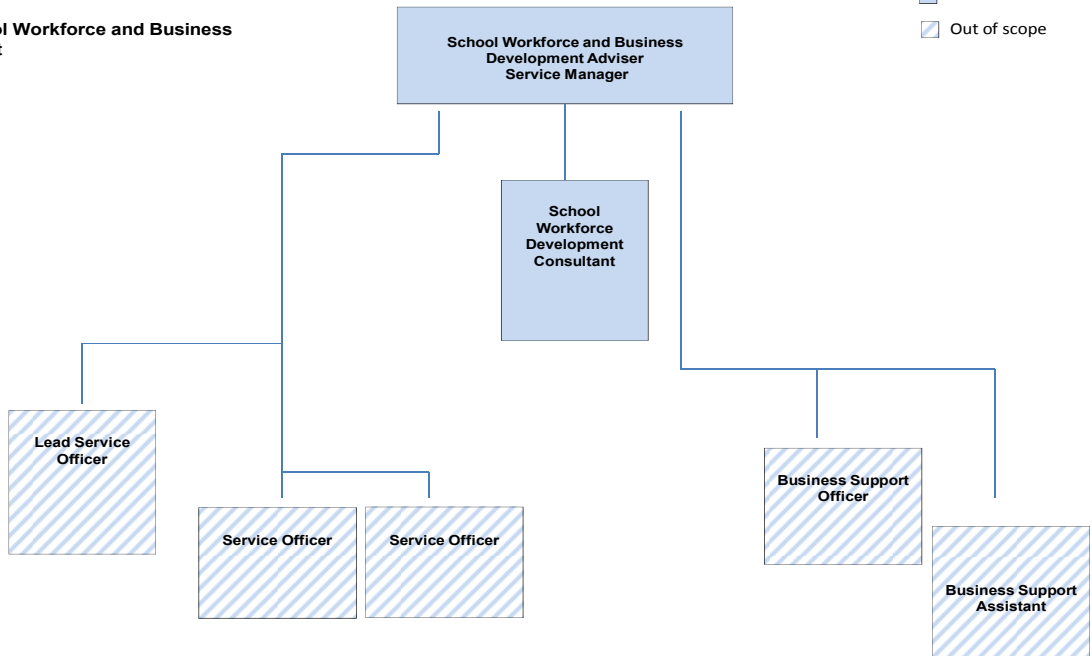 Workforce and Business
Out of scope
School Workforce and Business
Development Adviser
Service Manager
School
Workforce
Development
Consultant
Lead Service
Officer
Service Officer
Service Officer
Business Support
Officer
Business Support
Assistant